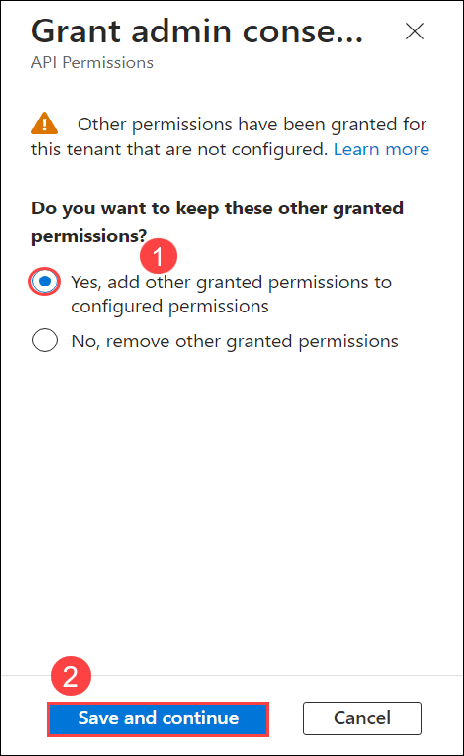 Grant admin conse...
API Permissions
Other permissions have been granted for
this tenant that are not configured. Learn more
Do you want to keep these other granted
permissions?
1
Yes, add other granted permissions to
configured permissions
No, remove other granted permissions
2
Save and continue
Cancel